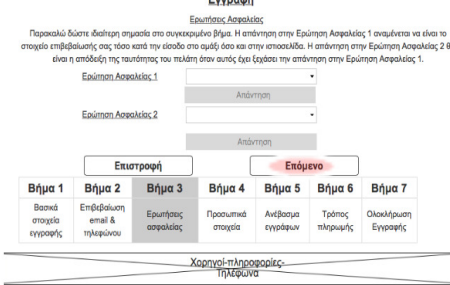 Εγγραφή
Ερωτήσεις Ασφαλείας
Παρακαλώ δώστε ιδιαίτερη σημασία στο συγκεκριμένο βήμα. Η απάντηση στην Ερώτηση Ασφαλείας 1 αναμένεται να είναι το
στοιχείο επιβεβαίωσής σας τόσο κατά την είσοδο στο αμάξι όσο και στην ιστοσελίδα. Η απάντηση στην Ερώτηση Ασφαλείας 2 θ
είναι η απόδειξη της ταυτότητας του πελάτη όταν αυτός έχει ξεχάσει την απάντηση στην Ερώτηση Ασφαλείας 1.
Ερώτηση Ασφαλείας 1
Απάντηση
Ερώτηση Ασφαλείας 2
Απάντηση
Επιστροφή Επόμενο
Βήμα 1 Βήμα 2 Βήμα 3 Βήμα 4 Βήμα 5 Βήμα 6 Βήμα 7
Βασικά στοιχεία εγγραφής Επιβεβαίωση email & τηλεφώνου Ερωτήσεις ασφαλείας Προσωπικά στοιχεία Ανέβασμα εγγράφων Τρόπος πληρωμής Ολοκλήρωση Εγγραφής
Χορηγοί-πληροφορίες-
Τηλέφωνα